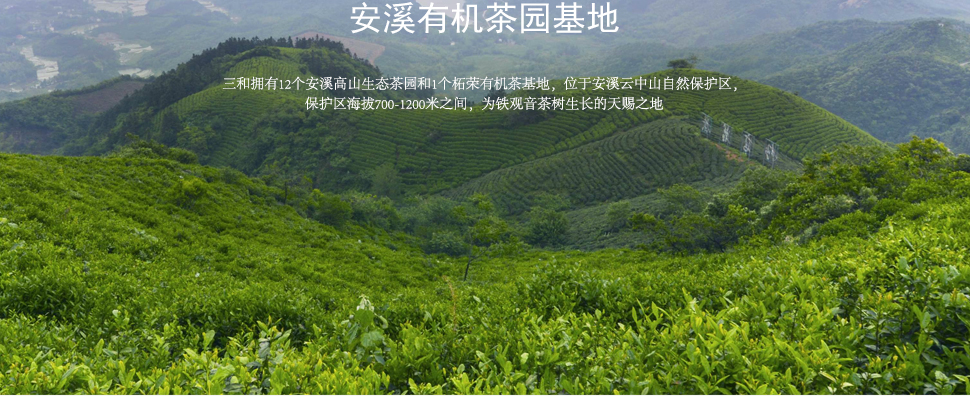 安溪有机茶园基地
三和拥有12个安溪高山生态茶园和1个柘荣有机茶基地，位于安溪云中山自然保护区，
保护区海拔700-1200米之间，为铁观音茶树生长的天赐之地